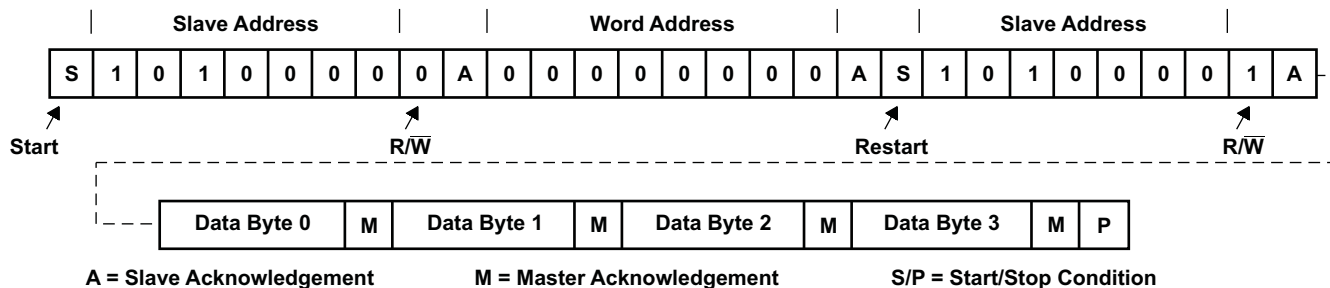 Slave Address Word Address Slave Address
S 1 0 1 0 0 0 0 0 A 0 0 0 0 0 0 0 0 A S 1 0 1 0 0 0 0 1 A
Start R/W̅ Restart R/W̅
Data Byte 0 M Data Byte 1 M Data Byte 2 M Data Byte 3 M P
A = Slave Acknowledgement M = Master Acknowledgement S/P = Start/Stop Condition